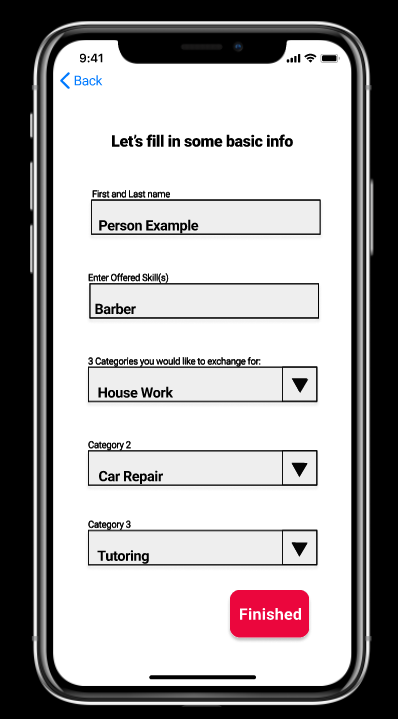 9:41
Back
Let's fill in some basic info
First and Last name
Person Example
Enter Offered Skill(s)
Barber
3 Categories you would like to exchange for:
House Work
Category 2
Car Repair
Category 3
Tutoring
Finished